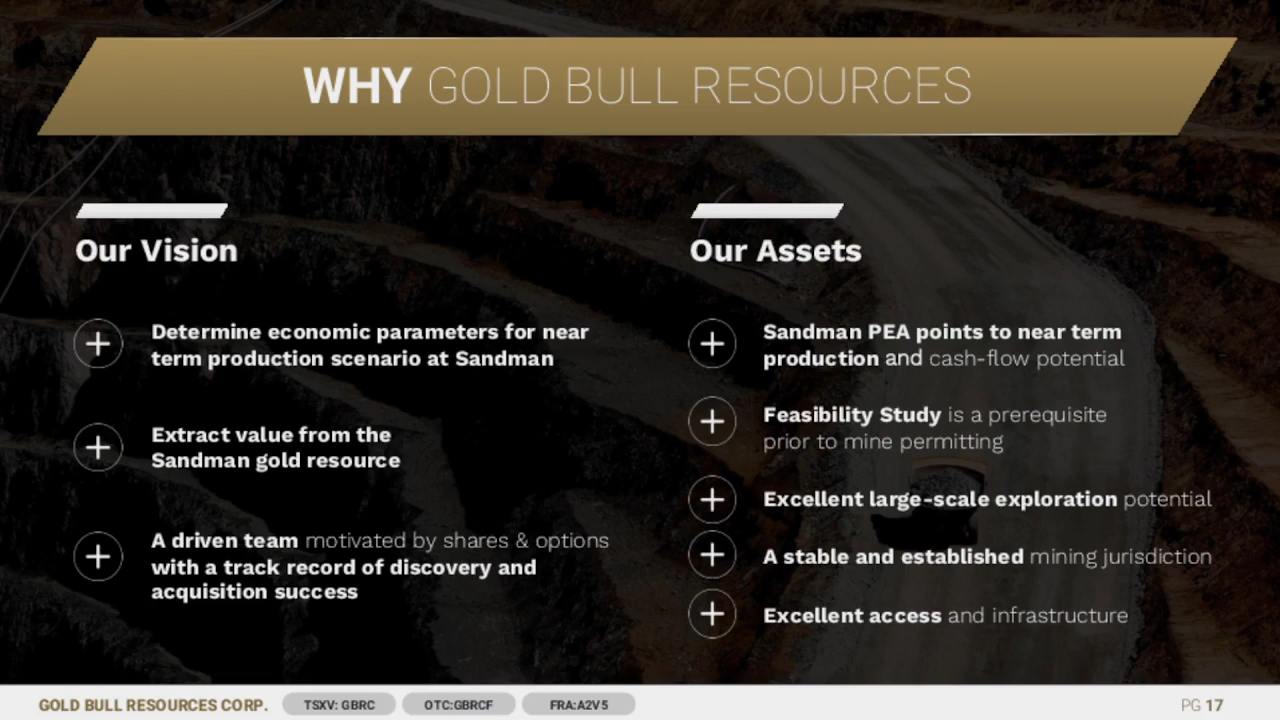 WHY GOLD BULL RESOURCES
Our Vision
Determine economic parameters for near
term production scenario at Sandman
Extract value from the
Sandman gold resource
A driven team motivated by shares & options
with a track record of discovery and
acquisition success
Our Assets
Sandman PEA points to near term
production and cash-flow potential
Feasibility Study is a prerequisite
prior to mine permitting
Excellent large-scale exploration potential
A stable and established mining jurisdiction
Excellent access and infrastructure
GOLD BULL RESOURCES CORP. TSXV: GBRC OTC:GBRCF FRA:A2V5 PG 17